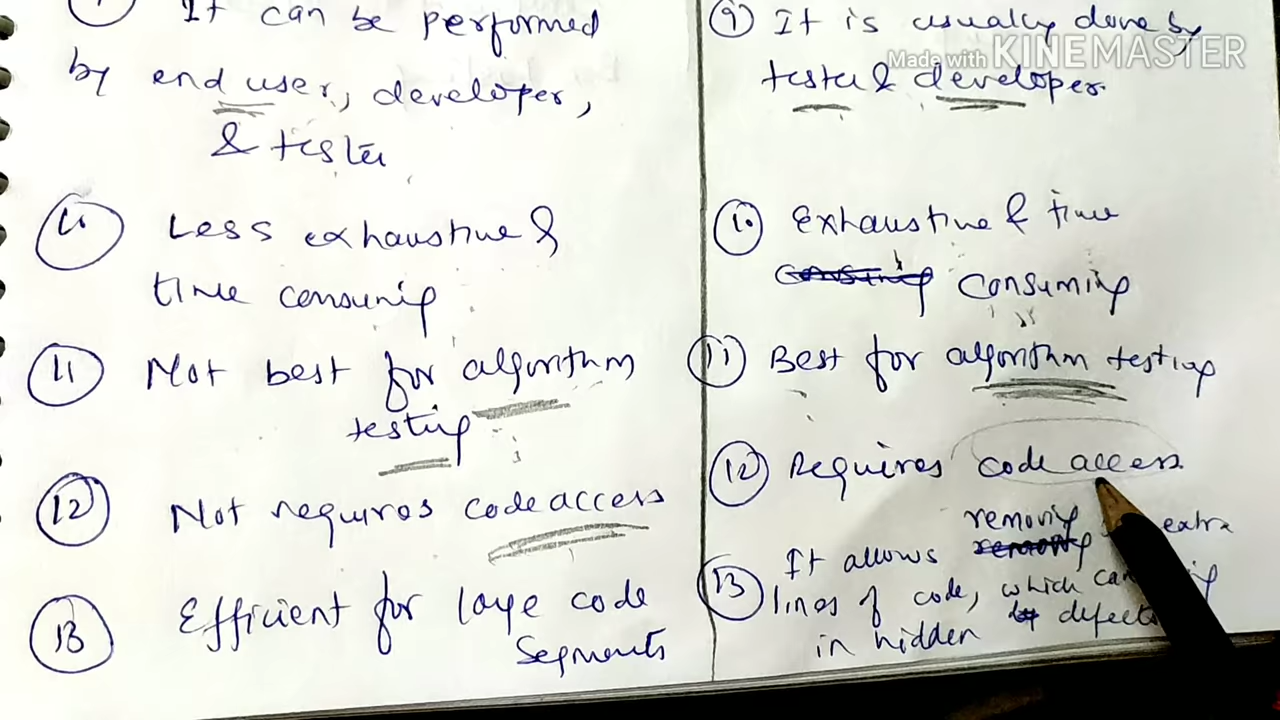 It can be performed
by end user, developer,
& tester
10 Less exhaustive &
time consuming
11 Not best for algorithm
testing
12 Not requires code access
13 Efficient for large code
Segments
9 It is usually done by
Made with KINEMASTER
tester & developer.
10 Exhaustive & time
consuming
11 Best for algorithm testing
12 Requires code access.
removing extra
13 It allows
lines of code, which can
in hidden defects